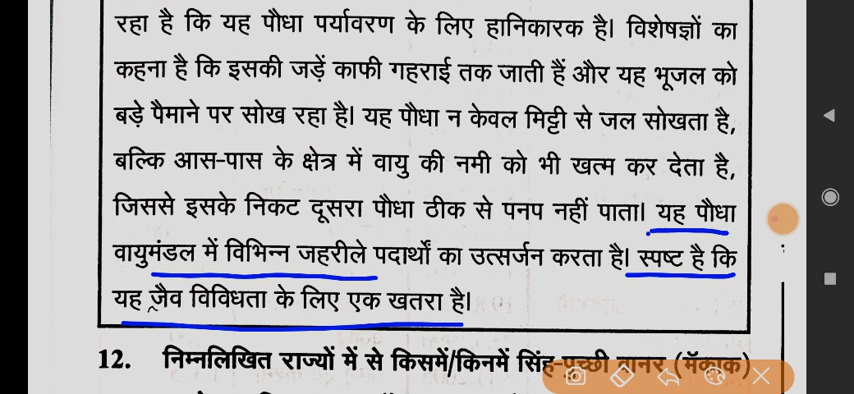 रहा है कि यह पौधा पर्यावरण के लिए हानिकारक है। विशेषज्ञों का
कहना है कि इसकी जड़ें काफी गहराई तक जाती हैं और यह भूजल को
बड़े पैमाने पर सोख रहा है। यह पौधा न केवल मिट्टी से जल सोखता है,
बल्कि आस-पास के क्षेत्र में वायु की नमी को भी खत्म कर देता है,
जिससे इसके निकट दूसरा पौधा ठीक से पनप नहीं पाता। यह पौधा
वायुमंडल में विभिन्न जहरीले पदार्थों का उत्सर्जन करता है। स्पष्ट है कि
यह जैव विविधता के लिए एक खतरा है।
12. निम्नलिखित राज्यों में से किसमें/किनमें सिंह-पुच्छी वानर (मॅकाक)